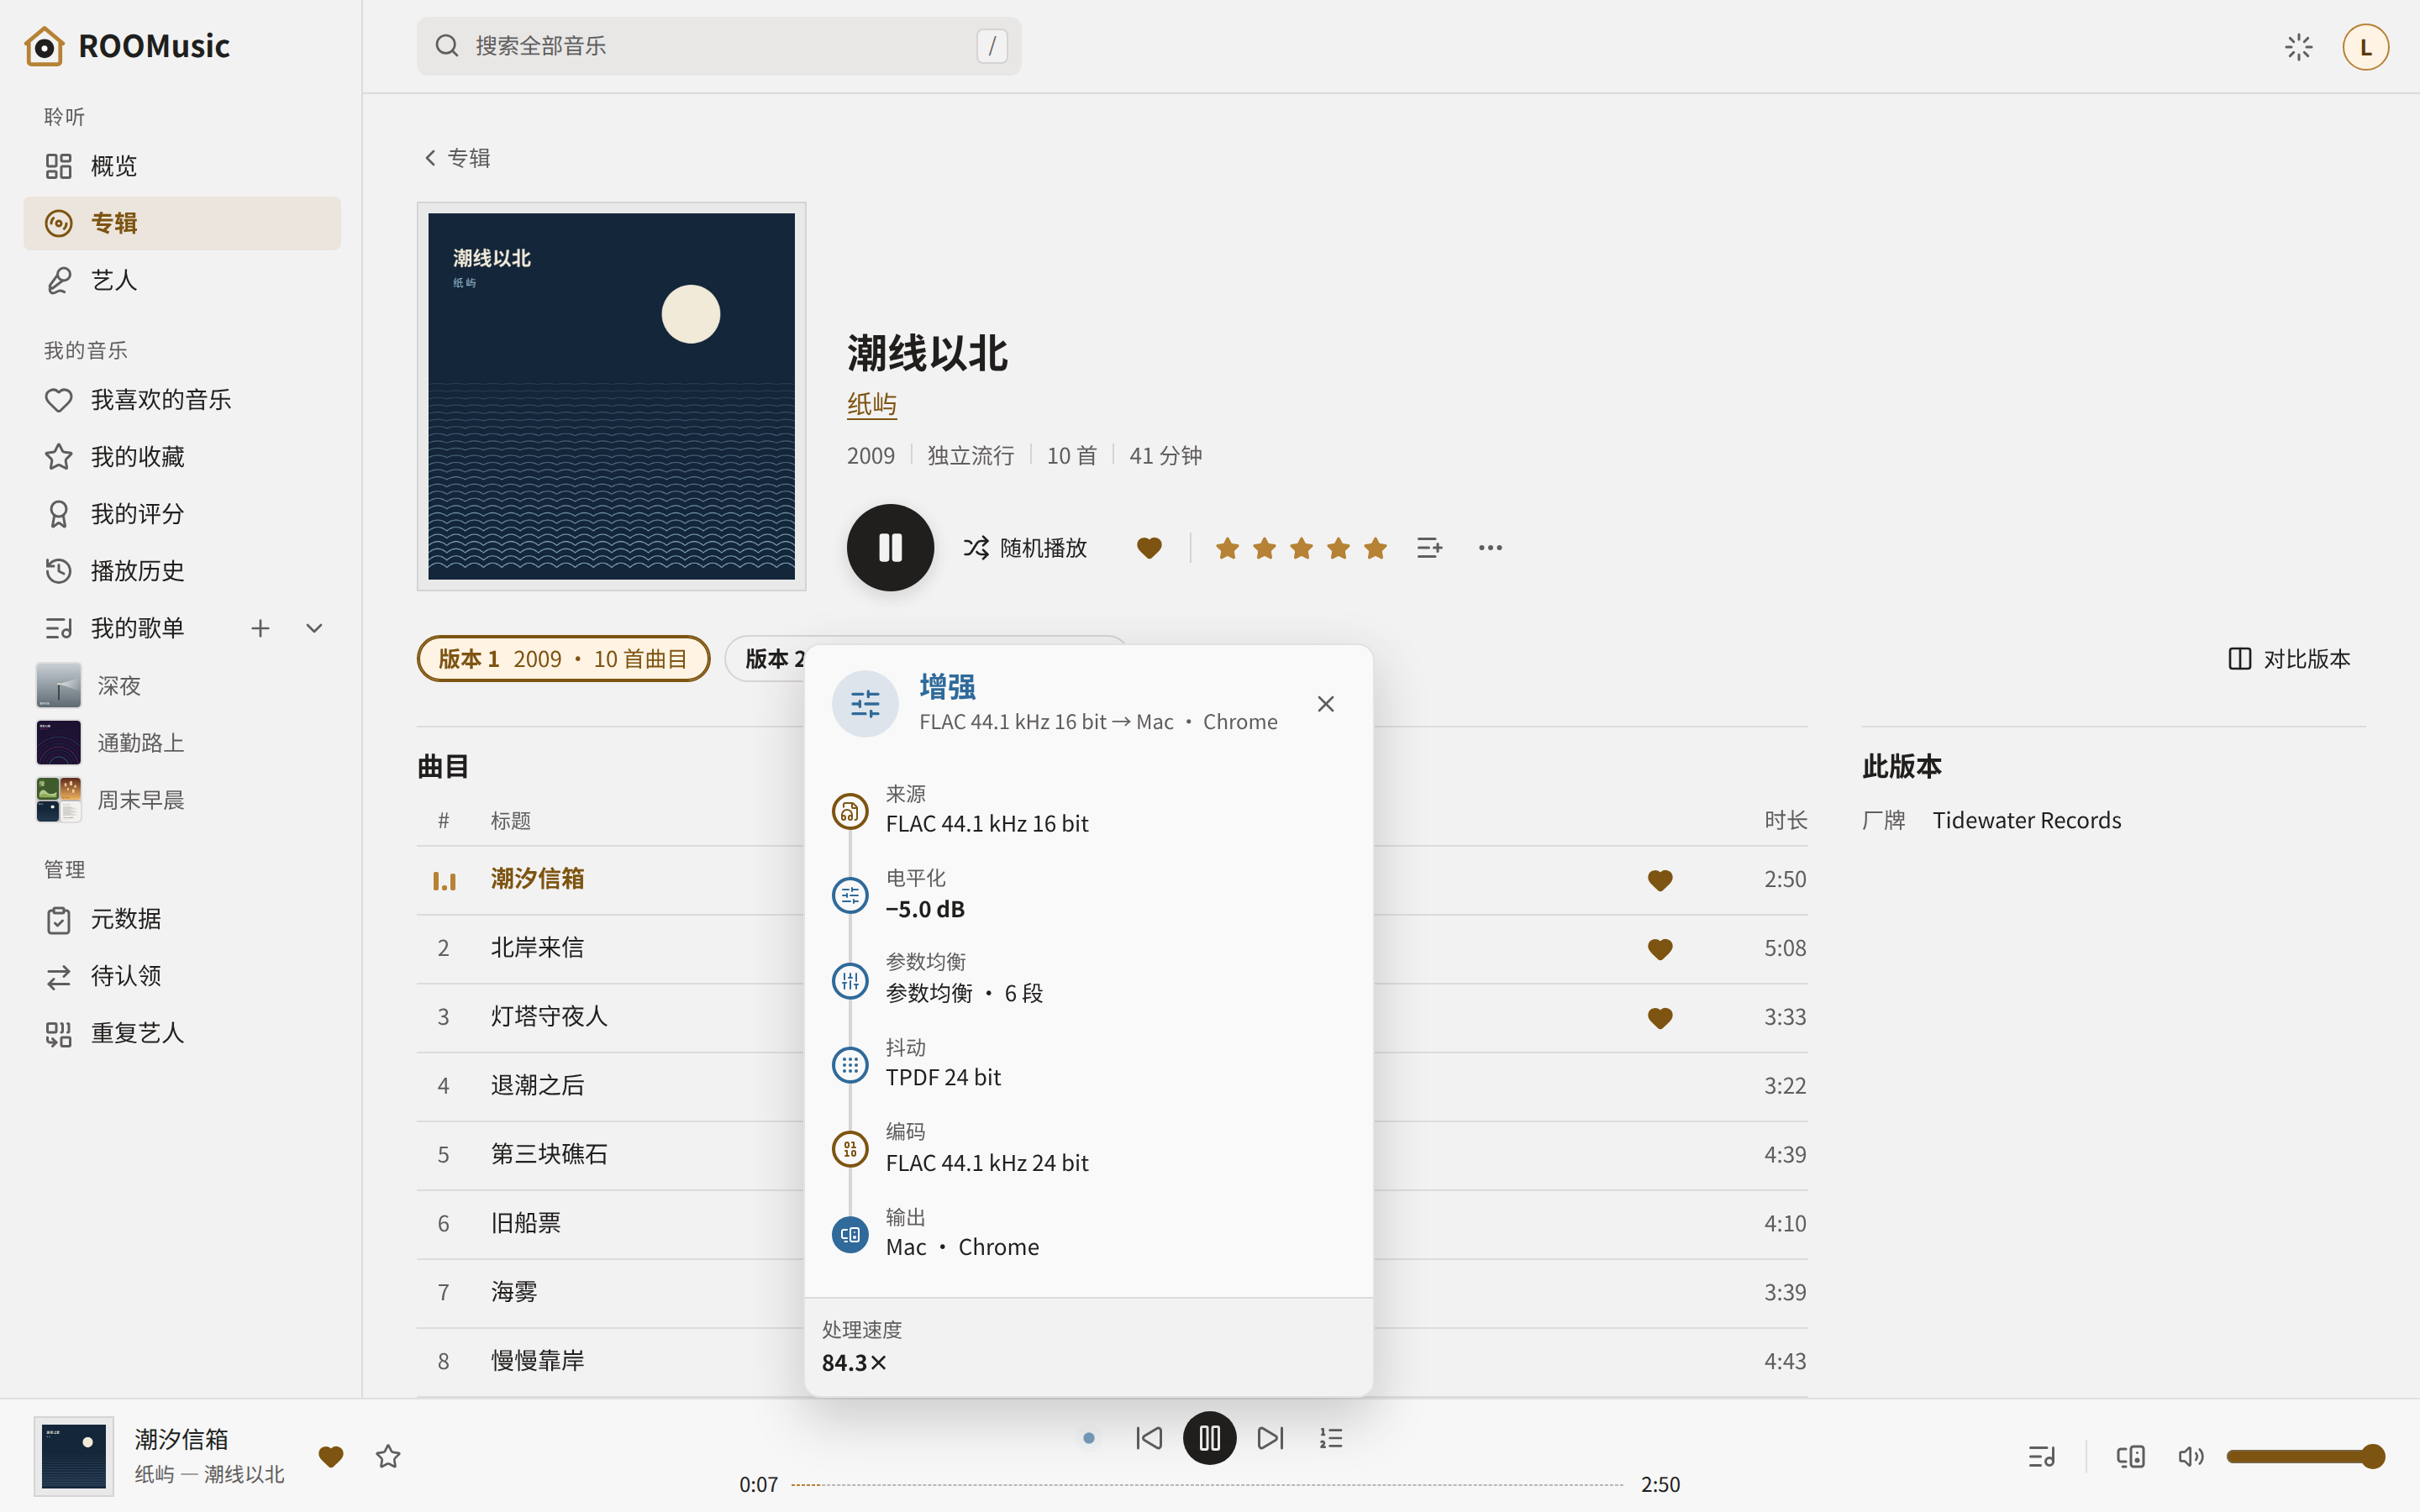 ROOMusic
搜索全部音乐 /
L
聆听
概览
专辑
艺人
我的音乐
我喜欢的音乐
我的收藏
我的评分
播放历史
我的歌单
深夜
通勤路上
周末早晨
管理
元数据
待认领
重复艺人
专辑
潮线以北
纸屿
潮线以北
纸屿
2009 独立流行 10 首 41 分钟
随机播放
版本 1 2009 • 10 首曲目
版本 2
对比版本
曲目
# 标题 时长
潮汐信箱 2:50
2 北岸来信 5:08
3 灯塔守夜人 3:33
4 退潮之后 3:22
5 第三块礁石 4:39
6 旧船票 4:10
7 海雾 3:39
8 慢慢靠岸 4:43
此版本
厂牌 Tidewater Records
增强
FLAC 44.1 kHz 16 bit → Mac • Chrome
来源
FLAC 44.1 kHz 16 bit
电平化
−5.0 dB
参数均衡
参数均衡 • 6 段
抖动
TPDF 24 bit
编码
FLAC 44.1 kHz 24 bit
输出
Mac • Chrome
处理速度
84.3×
潮汐信箱
纸屿 — 潮线以北
0:07
2:50